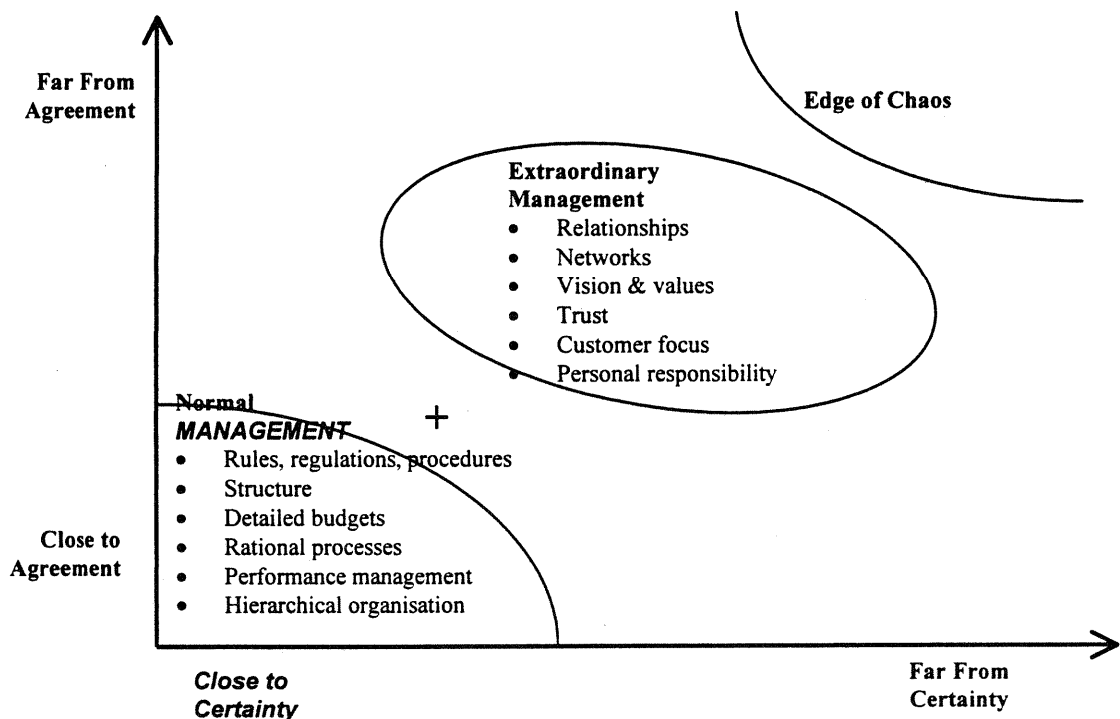 Far From
Agreement
Edge of Chaos
Extraordinary
Management
• Relationships
• Networks
• Vision & values
• Trust
• Customer focus
• Personal responsibility
+
Normal
MANAGEMENT
• Rules, regulations, procedures
• Structure
• Detailed budgets
• Rational processes
• Performance management
• Hierarchical organisation
Close to
Agreement
Close to
Certainty
Far From
Certainty